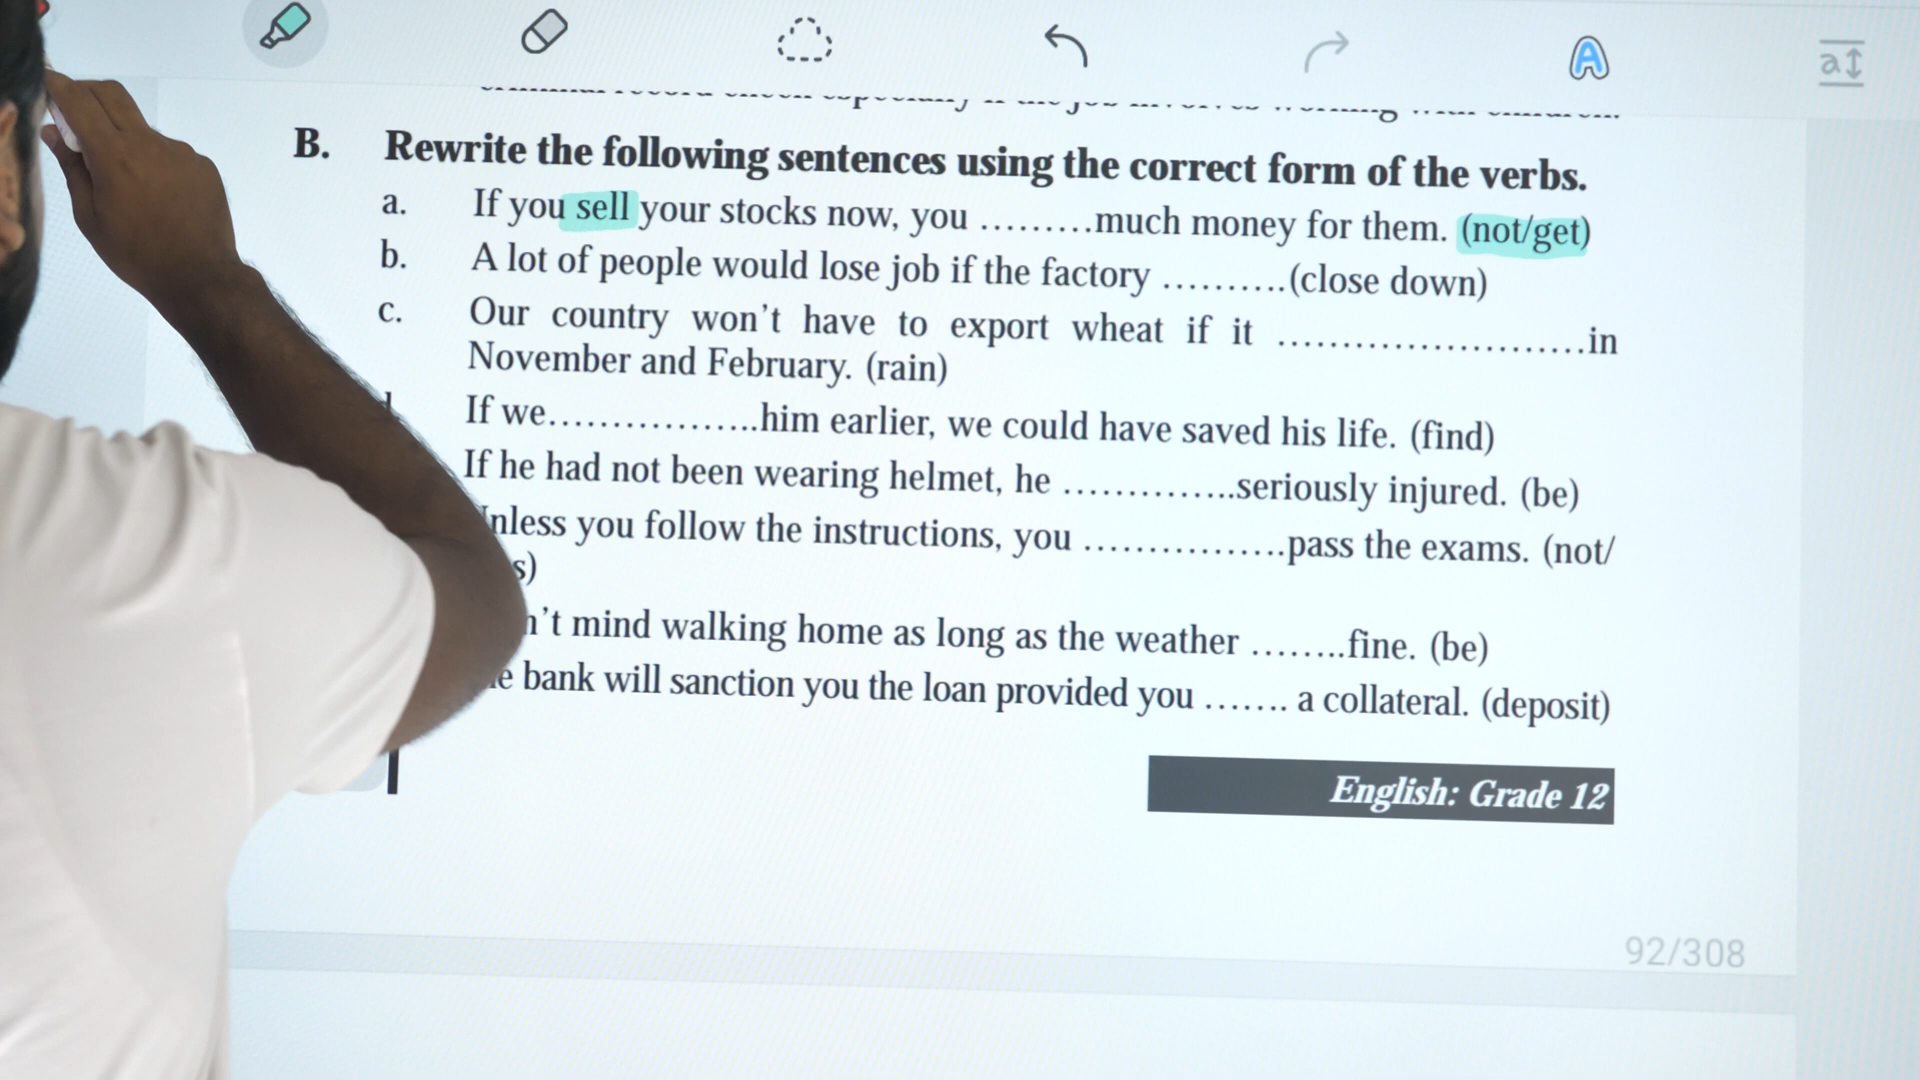 B. Rewrite the following sentences using the correct form of the verbs.
a. If you sell your stocks now, you .........much money for them. (not/get)
b. A lot of people would lose job if the factory ..........(close down)
c. Our country won't have to export wheat if it ........................in
November and February. (rain)
If we.................him earlier, we could have saved his life. (find)
If he had not been wearing helmet, he ..............seriously injured. (be)
nless you follow the instructions, you ................pass the exams. (not/
s)
n't mind walking home as long as the weather ........fine. (be)
e bank will sanction you the loan provided you ....... a collateral. (deposit)
English: Grade 12
92/308